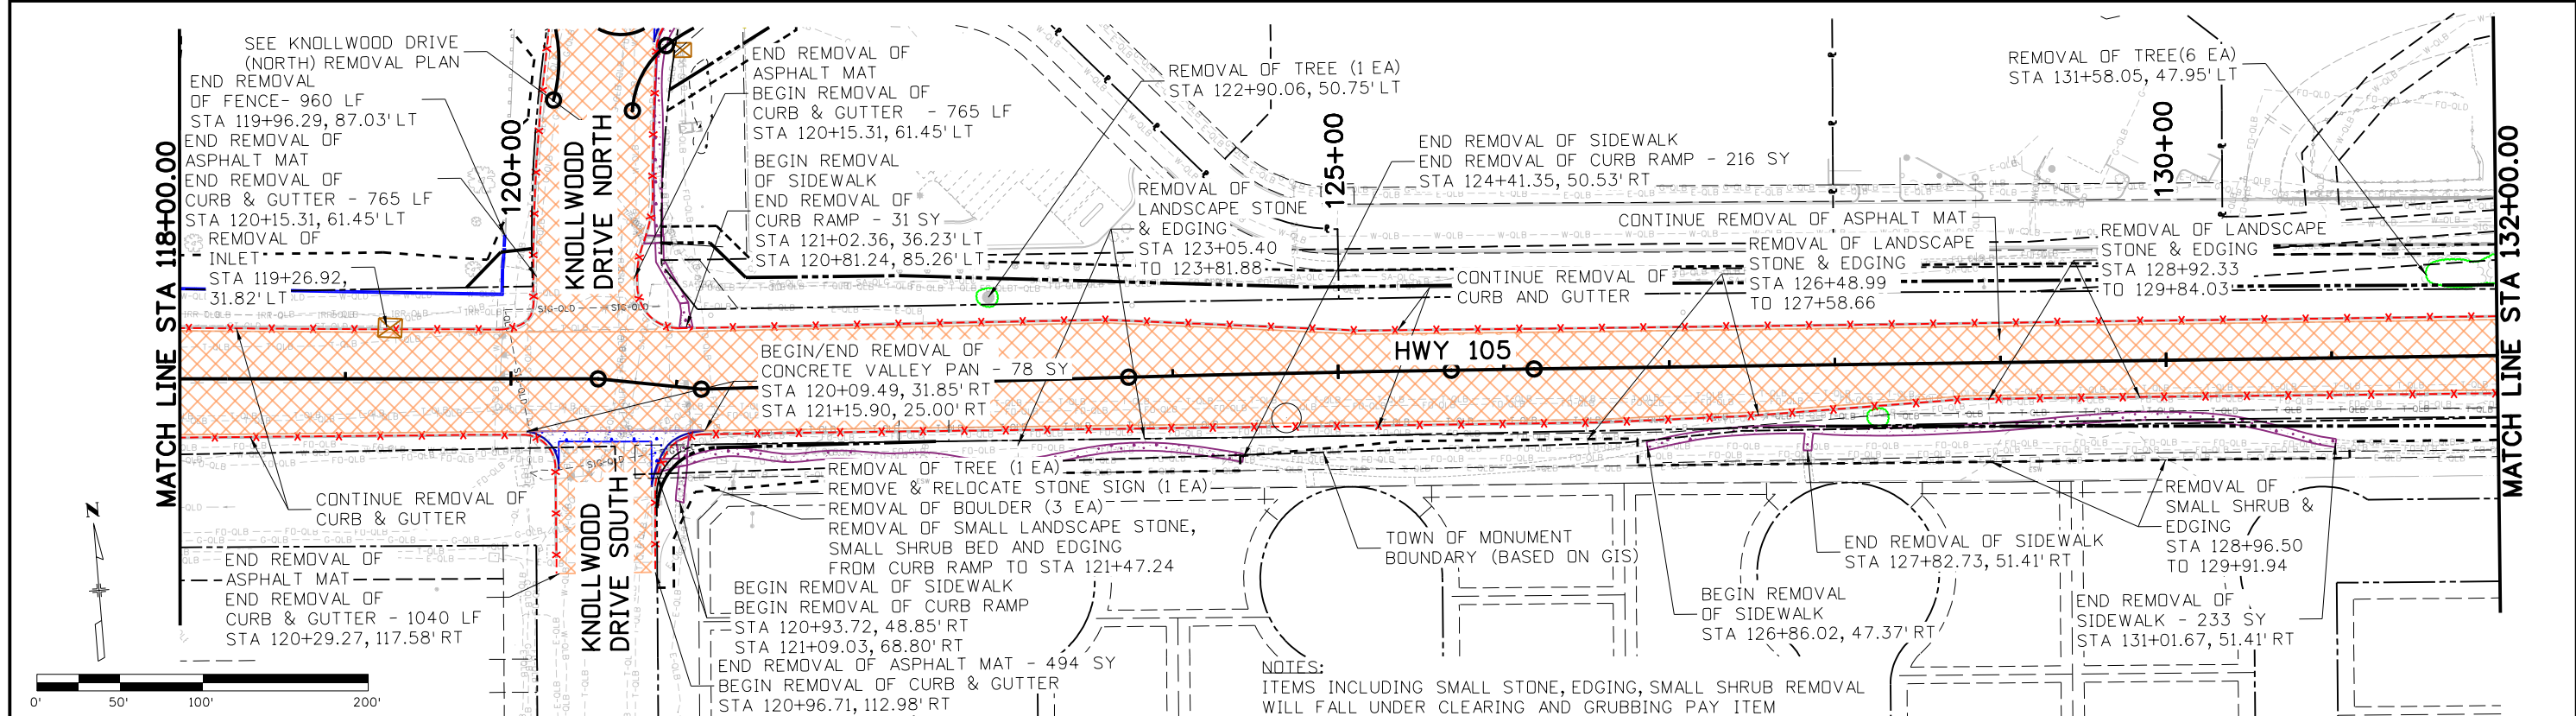 SEE KNOLLWOOD DRIVE
(NORTH) REMOVAL PLAN
END REMOVAL
OF FENCE- 960 LF
STA 119+96.29, 87.03' LT
END REMOVAL OF
ASPHALT MAT
END REMOVAL OF
CURB & GUTTER - 765 LF
STA 120+15.31, 61.45' LT
REMOVAL OF
INLET
STA 119+26.92,
31.82' LT
MATCH LINE STA 118+00.00
120+00
KNOLLWOOD
DRIVE NORTH
END REMOVAL OF
ASPHALT MAT
BEGIN REMOVAL OF
CURB & GUTTER - 765 LF
STA 120+15.31, 61.45' LT
BEGIN REMOVAL
OF SIDEWALK
END REMOVAL OF
CURB RAMP - 31 SY
STA 121+02.36, 36.23' LT
STA 120+81.24, 85.26' LT
REMOVAL OF TREE (1 EA)
STA 122+90.06, 50.75' LT
REMOVAL OF
LANDSCAPE STONE
& EDGING
STA 123+05.40
TO 123+81.88
125+00
END REMOVAL OF SIDEWALK
END REMOVAL OF CURB RAMP - 216 SY
STA 124+41.35, 50.53' RT
CONTINUE REMOVAL OF ASPHALT MAT
CONTINUE REMOVAL OF
CURB AND GUTTER
REMOVAL OF LANDSCAPE
STONE & EDGING
STA 126+48.99
TO 127+58.66
REMOVAL OF TREE(6 EA)
STA 131+58.05, 47.95' LT
130+00
REMOVAL OF LANDSCAPE
STONE & EDGING
STA 128+92.33
TO 129+84.03
MATCH LINE STA 132+00.00
HWY 105
BEGIN/END REMOVAL OF
CONCRETE VALLEY PAN - 78 SY
STA 120+09.49, 31.85' RT
STA 121+15.90, 25.00' RT
SIG-QLD
SIG-QLD
SIG-QLD
CONTINUE REMOVAL OF
CURB & GUTTER
END REMOVAL OF
ASPHALT MAT
END REMOVAL OF
CURB & GUTTER - 1040 LF
STA 120+29.27, 117.58' RT
KNOLLWOOD
DRIVE SOUTH
REMOVAL OF TREE (1 EA)
REMOVE & RELOCATE STONE SIGN (1 EA)
REMOVAL OF BOULDER (3 EA)
REMOVAL OF SMALL LANDSCAPE STONE,
SMALL SHRUB BED AND EDGING
FROM CURB RAMP TO STA 121+47.24
BEGIN REMOVAL OF SIDEWALK
BEGIN REMOVAL OF CURB RAMP
STA 120+93.72, 48.85' RT
STA 121+09.03, 68.80' RT
END REMOVAL OF ASPHALT MAT - 494 SY
BEGIN REMOVAL OF CURB & GUTTER
STA 120+96.71, 112.98' RT
TOWN OF MONUMENT
BOUNDARY (BASED ON GIS)
END REMOVAL OF SIDEWALK
STA 127+82.73, 51.41' RT
BEGIN REMOVAL
OF SIDEWALK
STA 126+86.02, 47.37' RT
REMOVAL OF
SMALL SHRUB &
EDGING
STA 128+96.50
TO 129+91.94
END REMOVAL OF
SIDEWALK - 233 SY
STA 131+01.67, 51.41' RT
NOTES:
ITEMS INCLUDING SMALL STONE, EDGING, SMALL SHRUB REMOVAL
WILL FALL UNDER CLEARING AND GRUBBING PAY ITEM
N
0' 50' 100' 200'